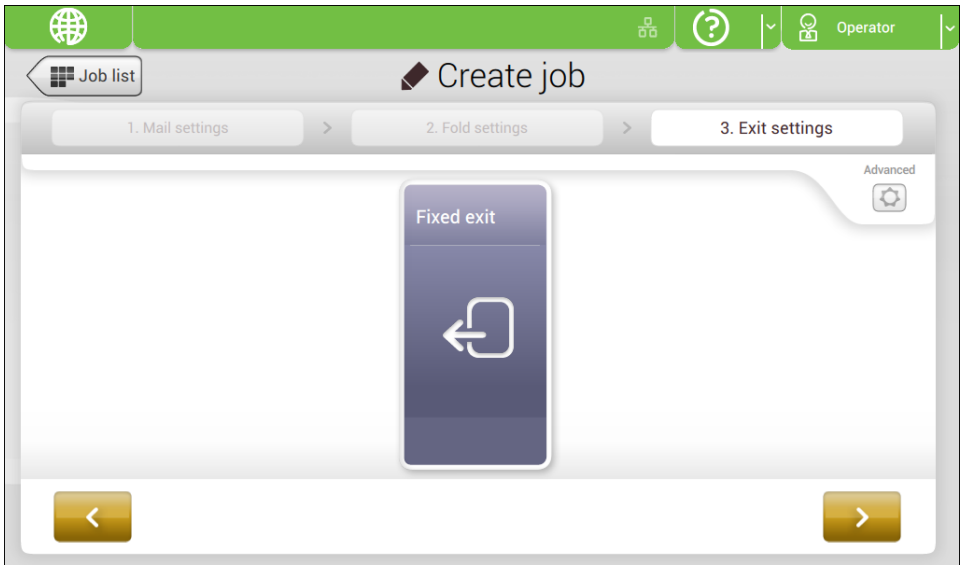 Operator
Job list
Create job
1. Mail settings
2. Fold settings
3. Exit settings
Advanced
Fixed exit